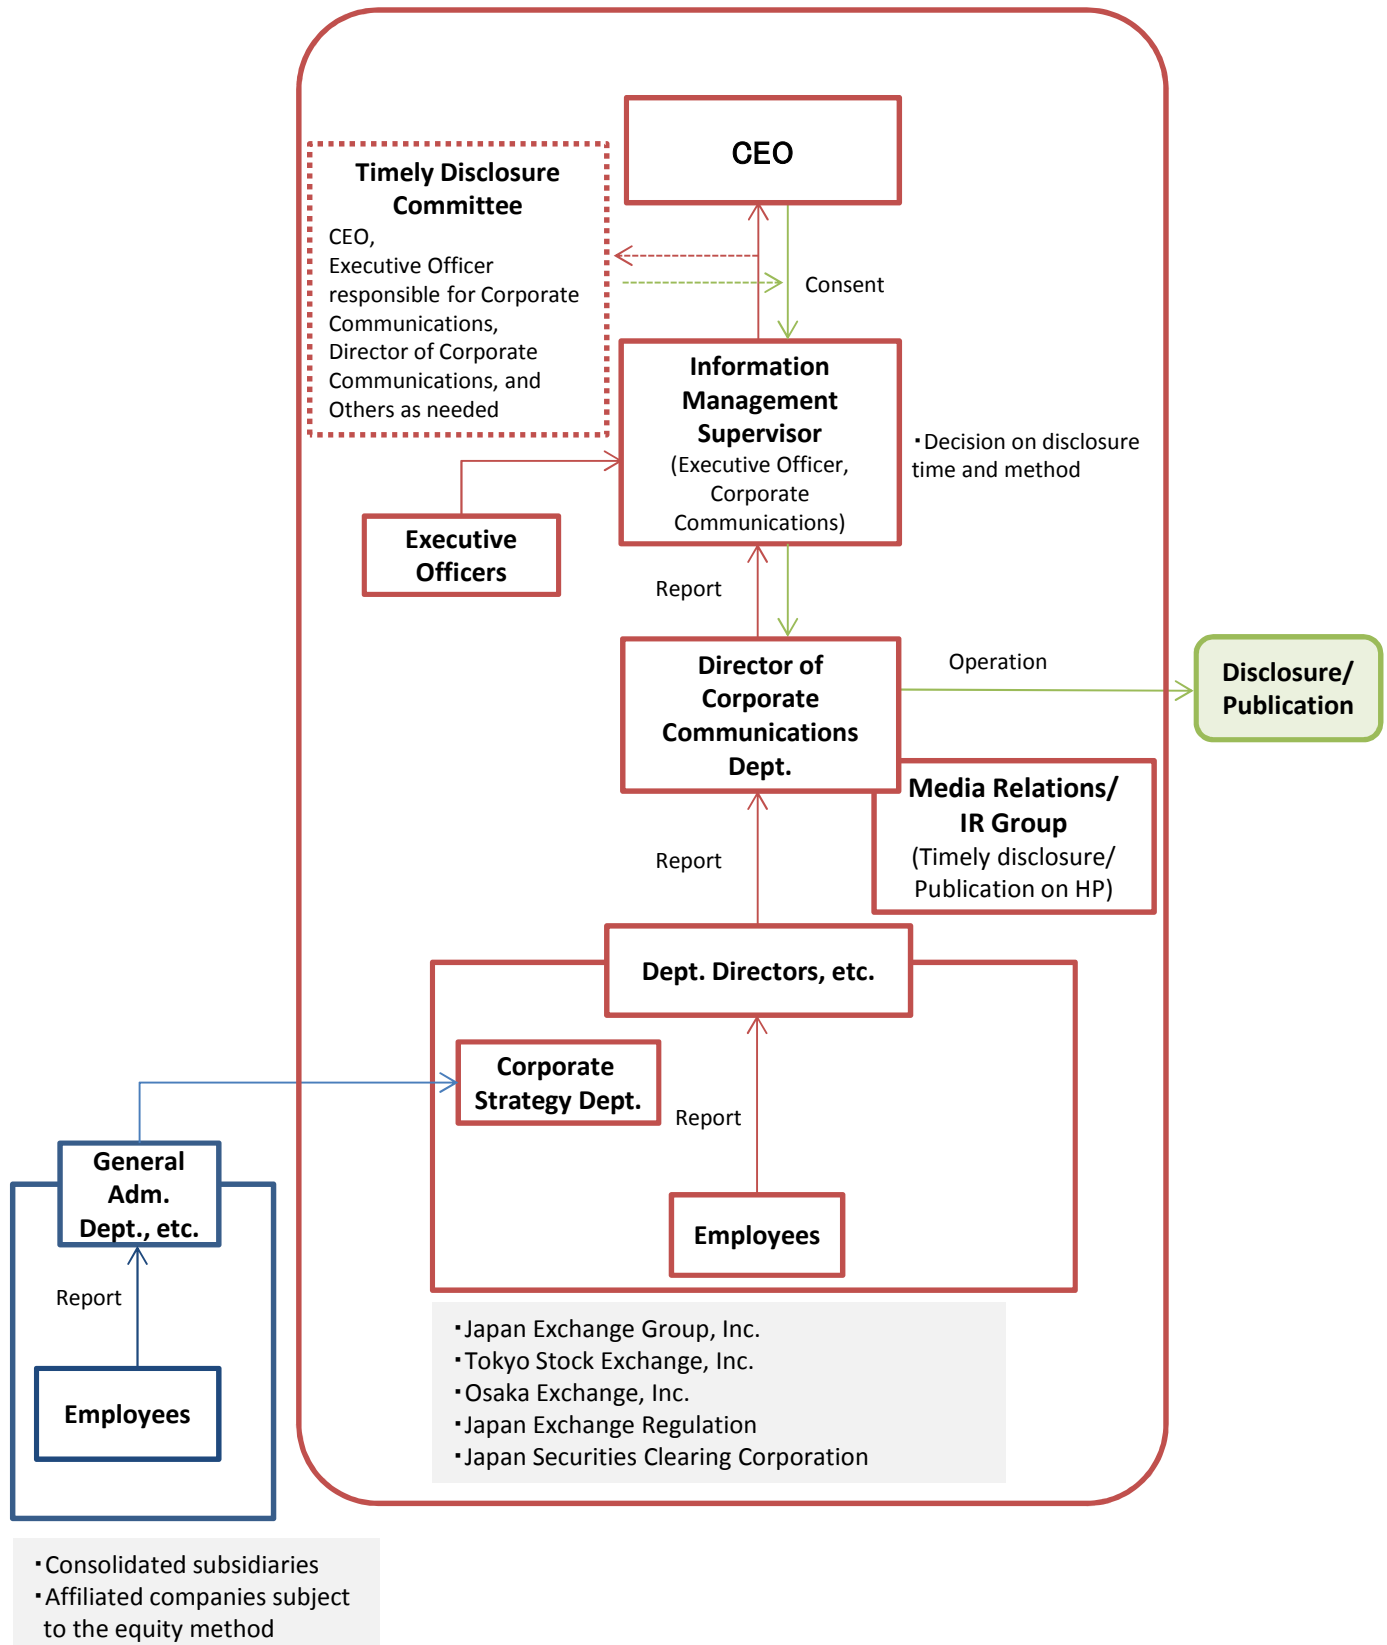 CEO
Timely Disclosure
Committee
CEO,
Executive Officer
responsible for Corporate
Communications,
Director of Corporate
Communications, and
Others as needed
Consent
Information
Management
Supervisor
(Executive Officer,
Corporate
Communications)
・Decision on disclosure
time and method
Executive
Officers
Report
Director of
Corporate
Communications
Dept.
Operation
Disclosure/
Publication
Media Relations/
IR Group
(Timely disclosure/
Publication on HP)
Report
Dept. Directors, etc.
Corporate
Strategy Dept.
Report
Employees
General
Adm.
Dept., etc.
Report
Employees
・Japan Exchange Group, Inc.
・Tokyo Stock Exchange, Inc.
・Osaka Exchange, Inc.
・Japan Exchange Regulation
・Japan Securities Clearing Corporation
・Consolidated subsidiaries
・Affiliated companies subject
to the equity method